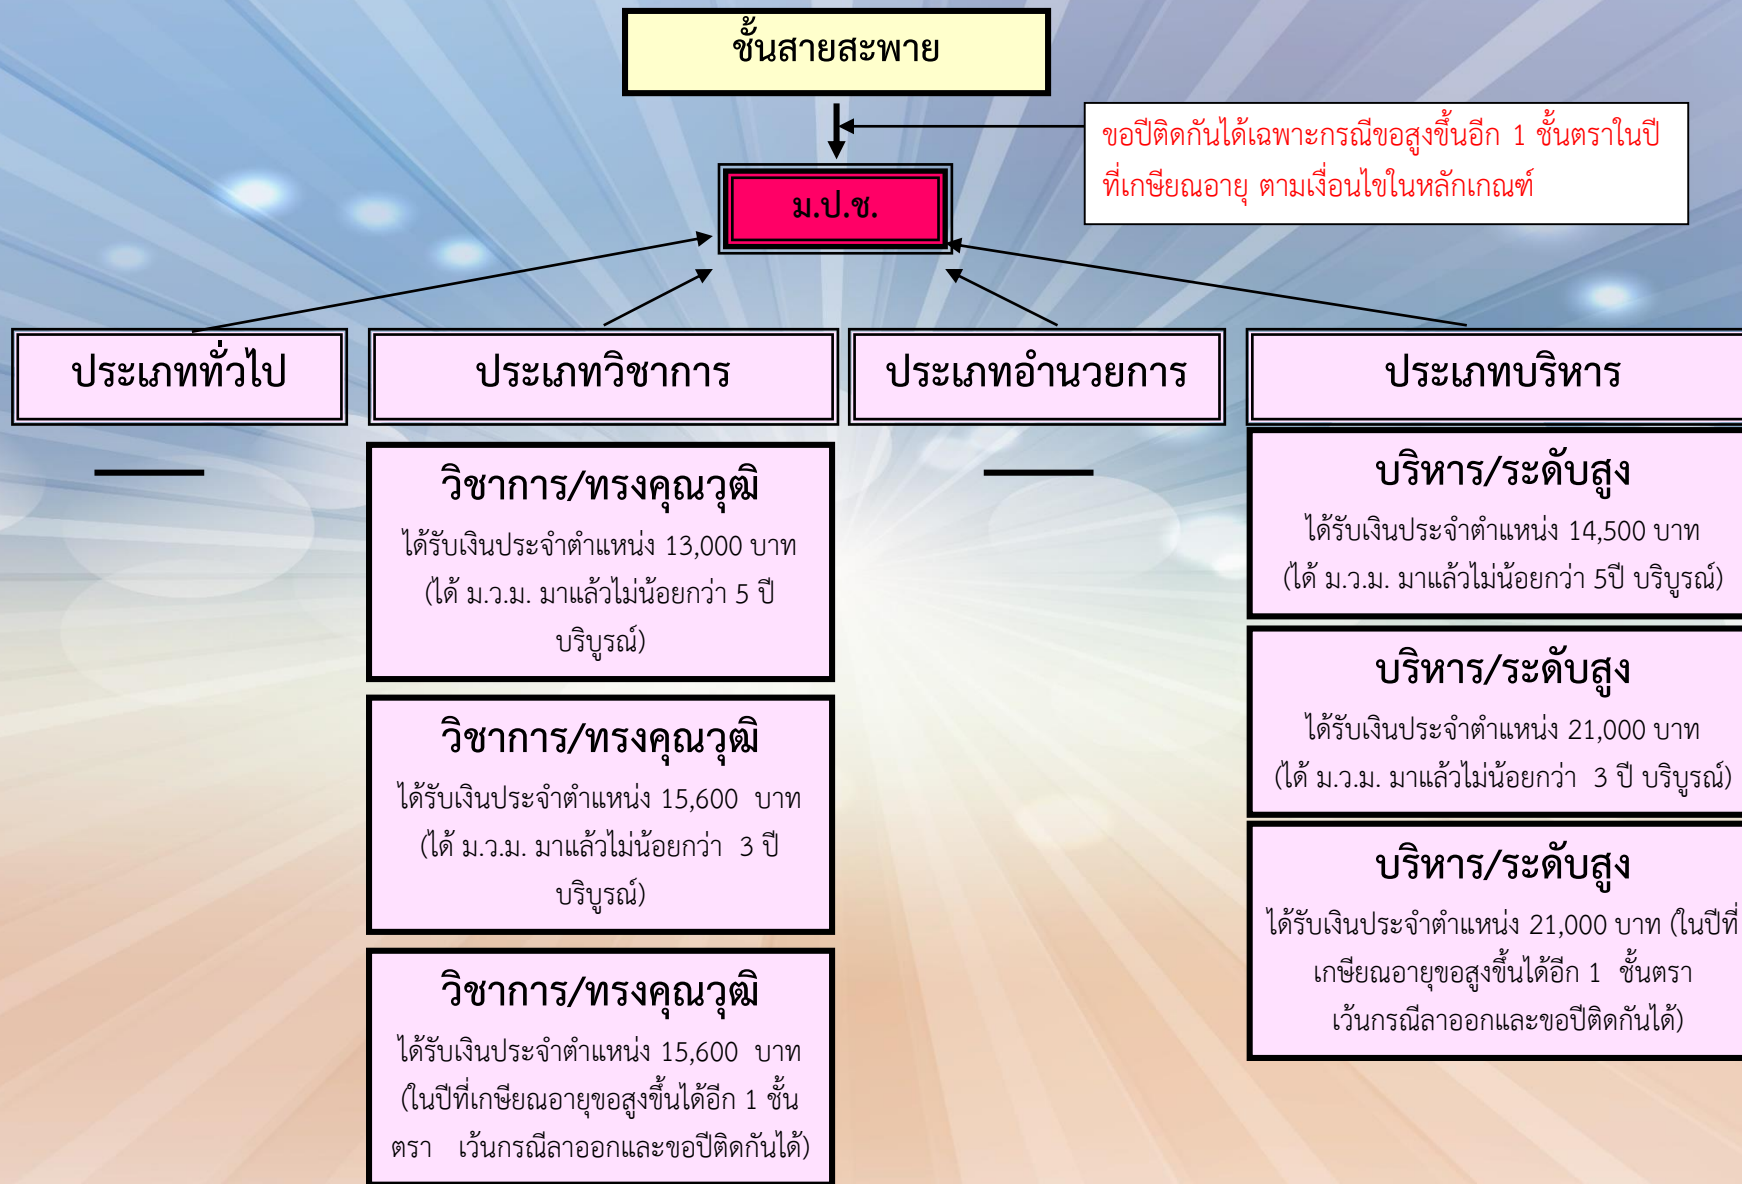 ชั้นสายสะพาย
ขอปีติดกันได้เฉพาะกรณีขอสูงขึ้นอีก 1 ชั้นตราในปี
ที่เกษียณอายุ ตามเงื่อนไขในหลักเกณฑ์
ม.ป.ช.
ประเภททั่วไป
ประเภทวิชาการ
ประเภทอำนวยการ
ประเภทบริหาร
วิชาการ/ทรงคุณวุฒิ
ได้รับเงินประจำตำแหน่ง 13,000 บาท
(ได้ ม.ว.ม. มาแล้วไม่น้อยกว่า 5 ปี
บริบูรณ์)
วิชาการ/ทรงคุณวุฒิ
ได้รับเงินประจำตำแหน่ง 15,600 บาท
(ได้ ม.ว.ม. มาแล้วไม่น้อยกว่า 3 ปี
บริบูรณ์)
วิชาการ/ทรงคุณวุฒิ
ได้รับเงินประจำตำแหน่ง 15,600 บาท
(ในปีที่เกษียณอายุขอสูงขึ้นได้อีก 1 ชั้น
ตรา เว้นกรณีลาออกและขอปีติดกันได้)
บริหาร/ระดับสูง
ได้รับเงินประจำตำแหน่ง 14,500 บาท
(ได้ ม.ว.ม. มาแล้วไม่น้อยกว่า 5ปี บริบูรณ์)
บริหาร/ระดับสูง
ได้รับเงินประจำตำแหน่ง 21,000 บาท
(ได้ ม.ว.ม. มาแล้วไม่น้อยกว่า 3 ปี บริบูรณ์)
บริหาร/ระดับสูง
ได้รับเงินประจำตำแหน่ง 21,000 บาท (ในปีที่
เกษียณอายุขอสูงขึ้นได้อีก 1 ชั้นตรา
เว้นกรณีลาออกและขอปีติดกันได้)